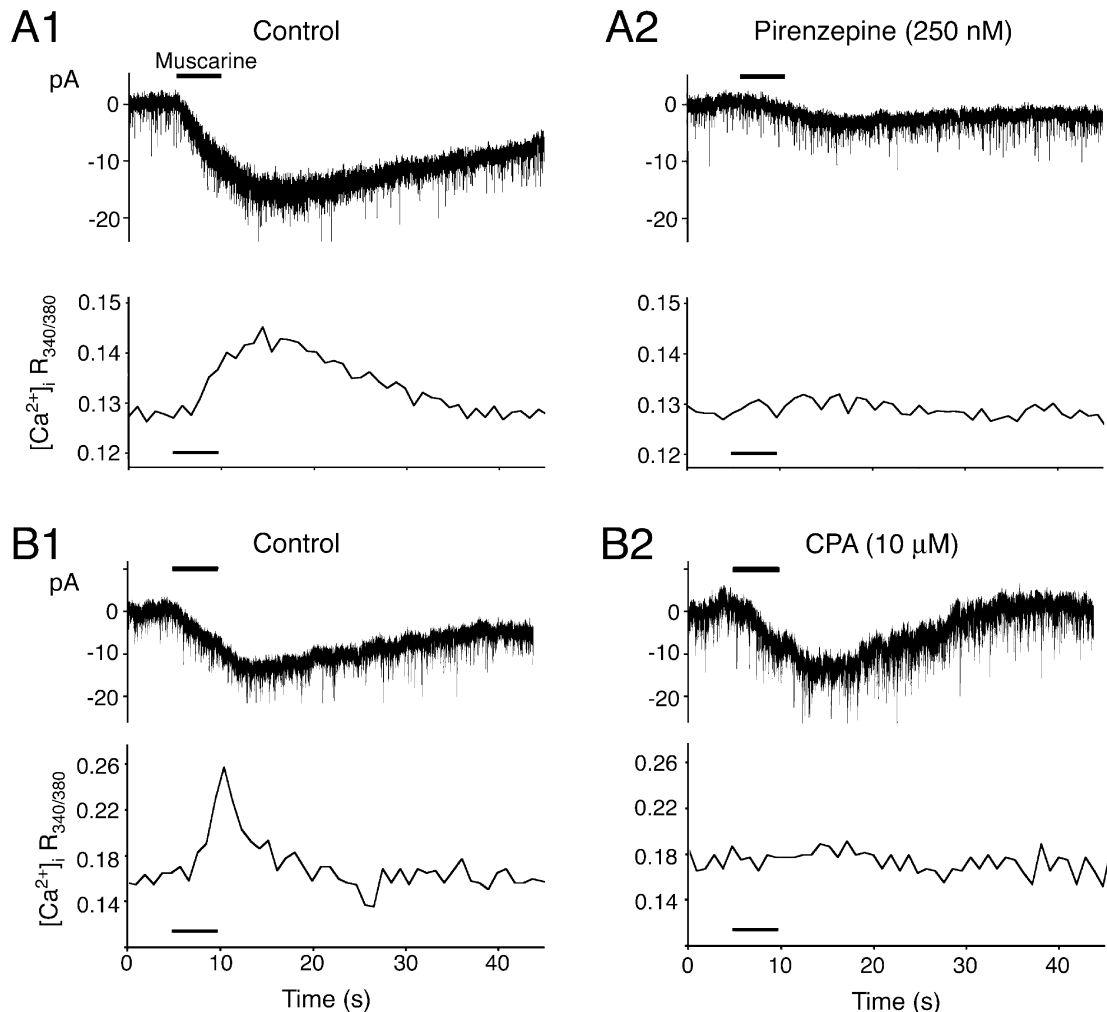 A1
Control
A2
Pirenzepine (250 nM)
Muscarine
pA
0
-10
-20
0
-10
-20
[Ca2+]i R340/380
0.15
0.14
0.13
0.12
0.15
0.14
0.13
0.12
B1
Control
B2
CPA (10 μM)
pA
0
-10
-20
0
-10
-20
[Ca2+]i R340/380
0.26
0.22
0.18
0.14
0.26
0.22
0.18
0.14
0 10 20 30 40
0 10 20 30 40
Time (s)
Time (s)